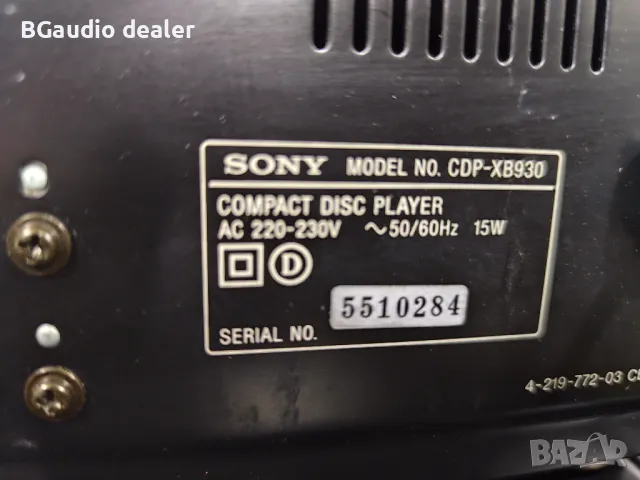 BGaudio dealer
SONY MODEL NO. CDP-XB930
COMPACT DISC PLAYER
AC 220-230V ~50/60Hz 15W
D
SERIAL NO. 5510284
4-219-772-03
BAZAR